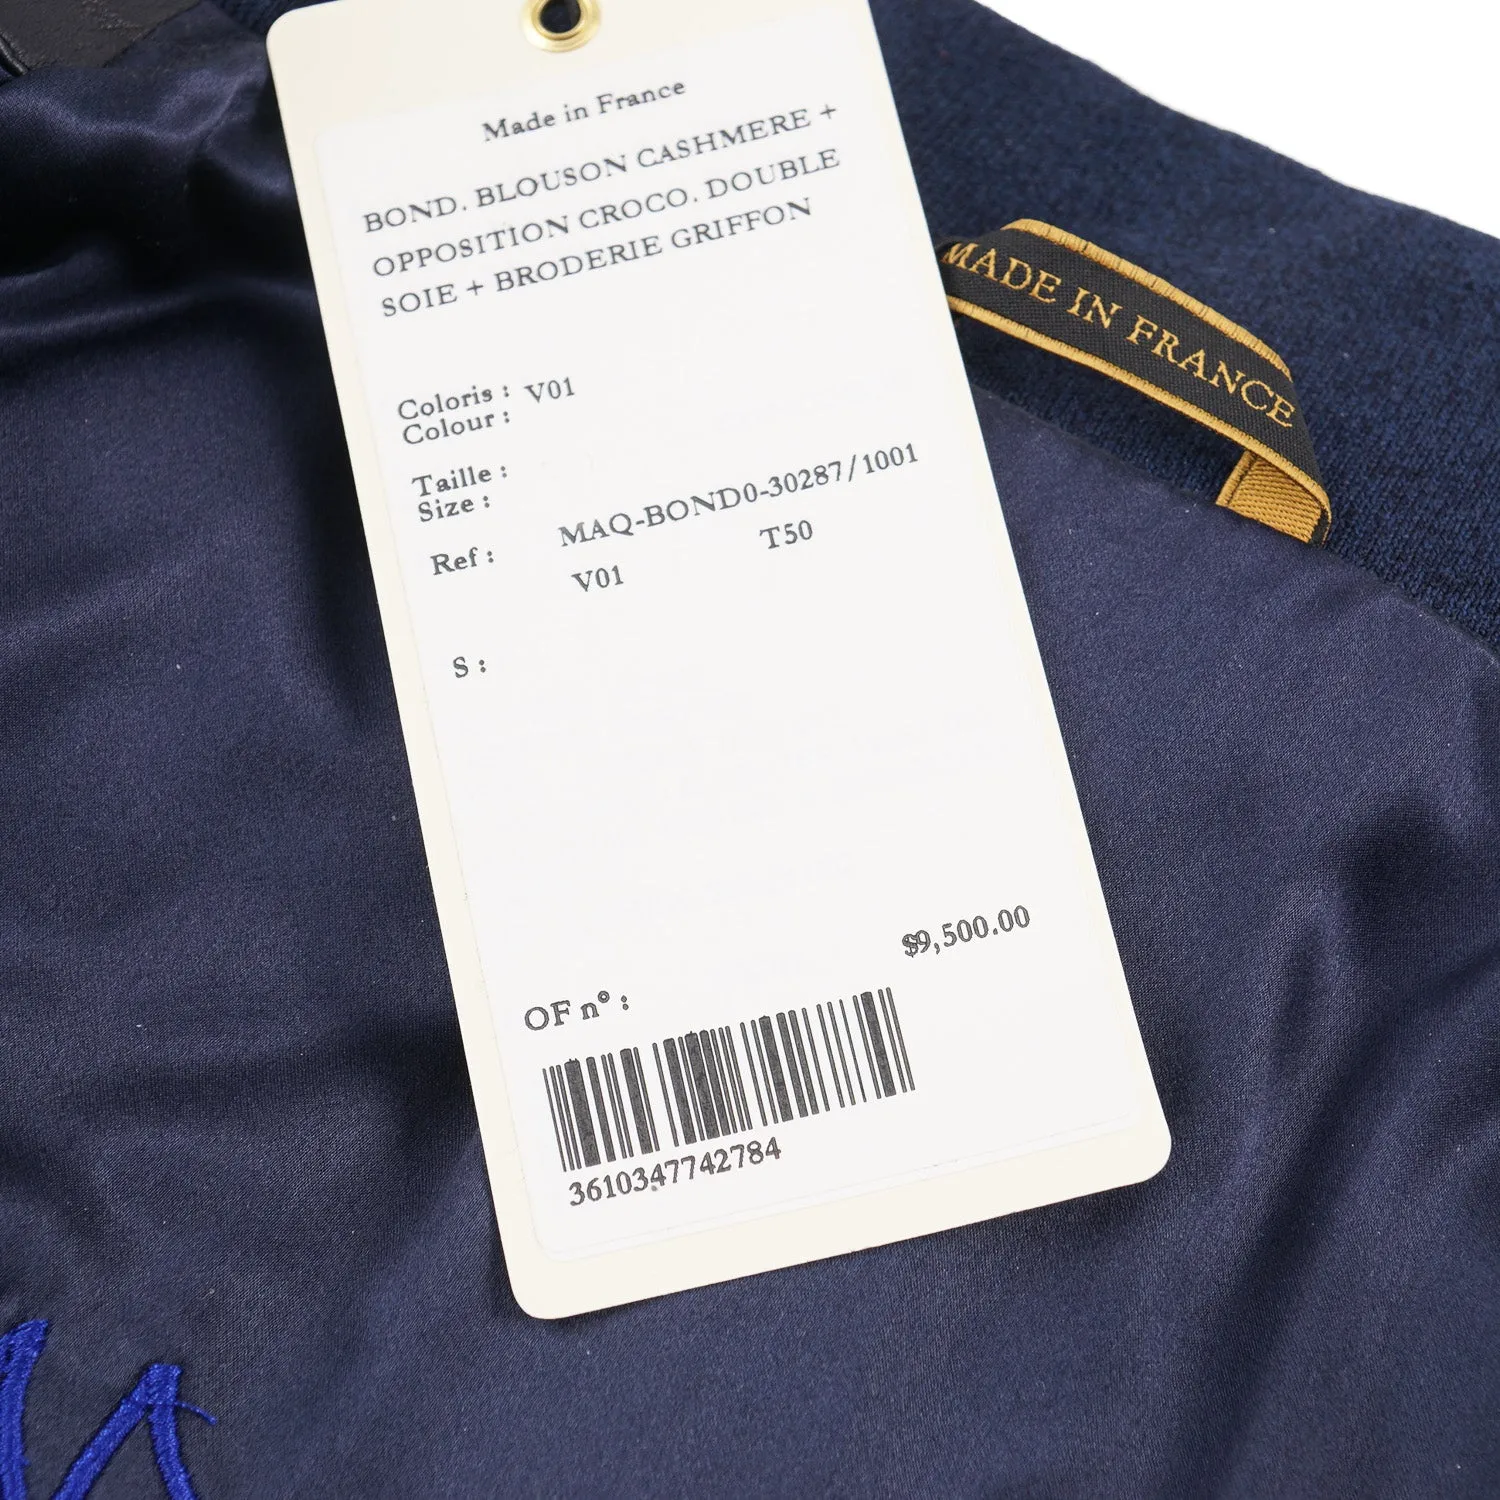 Made in France
BOND. BLOUSON CASHMERE +
OPPOSITION CROCO. DOUBLE
SOIE + BRODERIE GRIFFON
Coloris : V01
Colour :
Taille :
Size :
Ref : MAQ-BOND0-30287/1001
V01 T50
S :
$9,500.00
OF nº :
3610347742784
MADE IN FRANCE